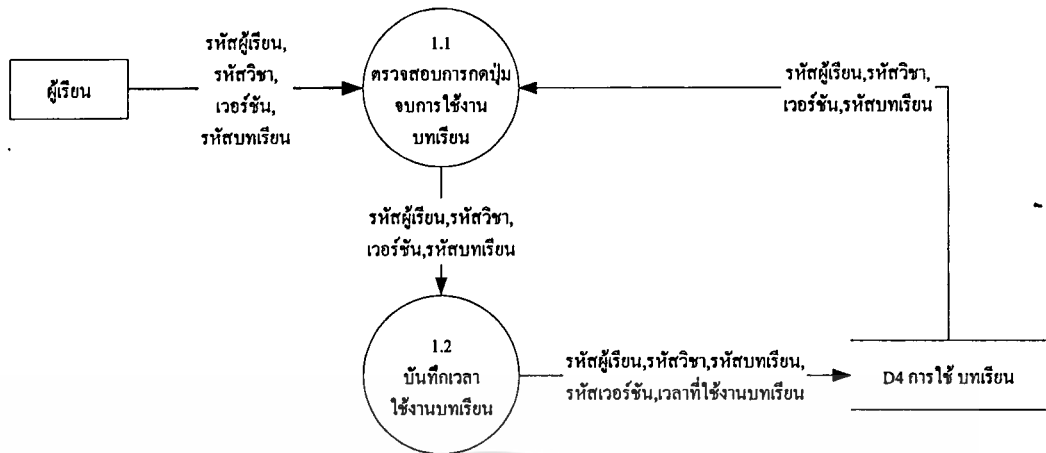 ผู้เรียน
รหัสผู้เรียน,
รหัสวิชา,
เวอร์ชัน,
รหัสบทเรียน
1.1
ตรวจสอบการกดปุ่ม
จบการใช้งาน
บทเรียน
รหัสผู้เรียน,รหัสวิชา,
เวอร์ชัน,รหัสบทเรียน
รหัสผู้เรียน,รหัสวิชา,
เวอร์ชัน,รหัสบทเรียน
1.2
บันทึกเวลา
ใช้งานบทเรียน
รหัสผู้เรียน,รหัสวิชา,รหัสบทเรียน,
รหัสเวอร์ชัน,เวลาที่ใช้งานบทเรียน
D4 การใช้ บทเรียน